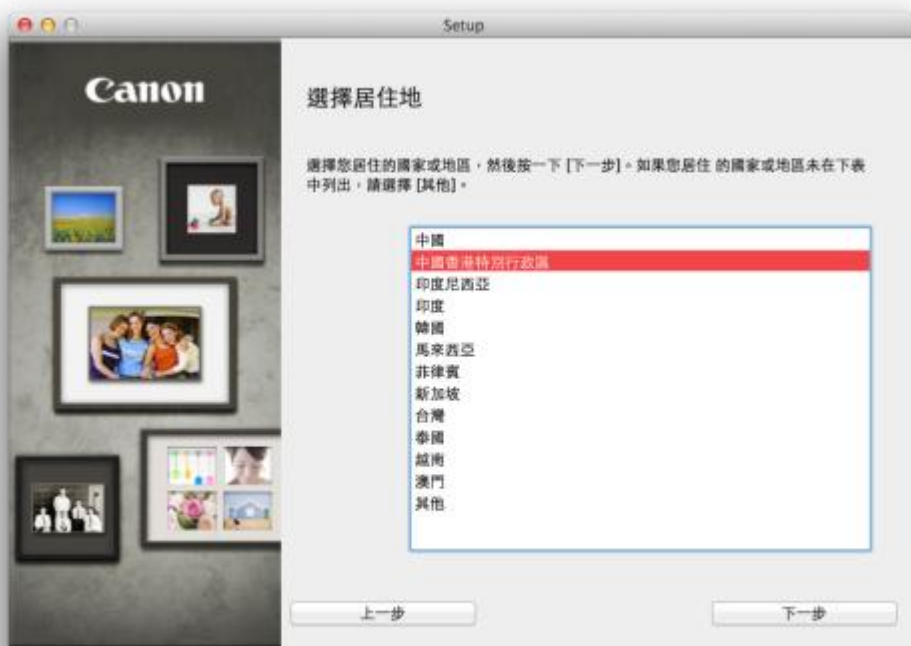 Setup
Canon
選擇居住地
選擇您居住的國家或地區，然後按一下 [下一步]。如果您居住 的國家或地區未在下表
中列出，請選擇 [其他]。
中國
中國香港特別行政區
印度尼西亞
印度
韓國
馬來西亞
菲律賓
新加坡
台灣
泰國
越南
澳門
其他
上一步
下一步